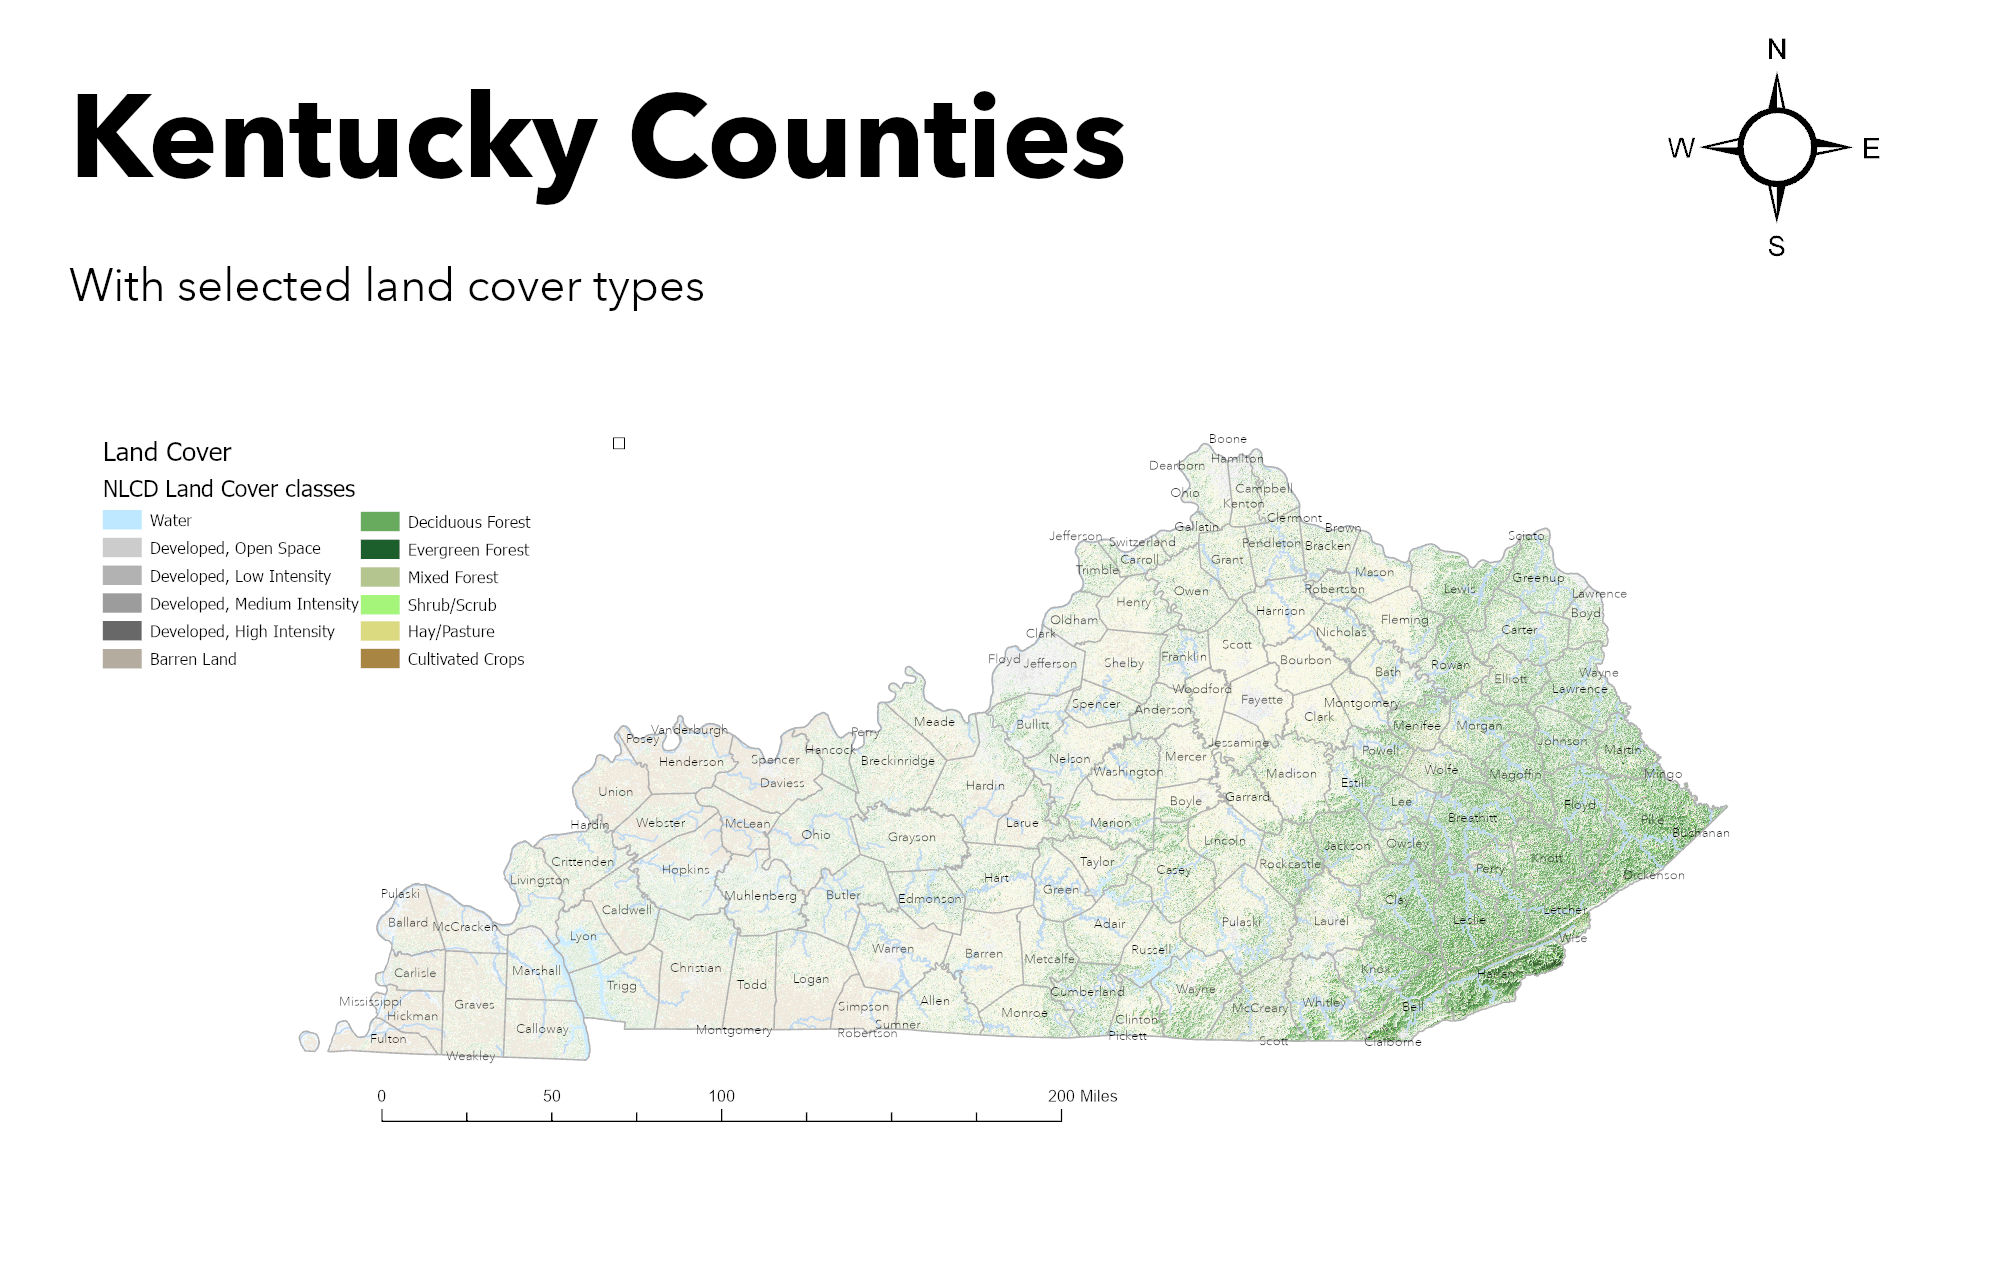 Kentucky Counties
With selected land cover types
N
W
E
S
Land Cover
NLCD Land Cover classes
Water
Developed, Open Space
Developed, Low Intensity
Developed, Medium Intensity
Developed, High Intensity
Barren Land
Deciduous Forest
Evergreen Forest
Mixed Forest
Shrub/Scrub
Hay/Pasture
Cultivated Crops
Boone
Hamilton
Dearborn
Campbell
Ohio
Kenton
Clermont
Gallatin
Brown
Jefferson
Switzerland
Pendleton
Bracken
Scioto
Carroll
Grant
Trimble
Mason
Greenup
Owen
Robertson
Lewis
Lawrence
Henry
Harrison
Boyd
Oldham
Fleming
Clark
Nicholas
Carter
Scott
Floyd
Jefferson
Shelby
Franklin
Bourbon
Rowan
Bath
Wayne
Elliott
Lawrence
Woodford
Fayette
Montgomery
Spencer
Anderson
Clark
Bullitt
Menifee
Morgan
Meade
Perry
Vanderburgh
Posey
Hancock
Jessamine
Johnson
Powell
Martin
Henderson
Spencer
Breckinridge
Nelson
Mercer
Washington
Madison
Wolfe
Magoffin
Mingo
Daviess
Hardin
Estill
Union
Boyle
Garrard
Lee
Floyd
Hardin
Webster
McLean
Larue
Marion
Breathitt
Pike
Buchanan
Ohio
Grayson
Lincoln
Jackson
Owsley
Crittenden
Taylor
Rockcastle
Knott
Hopkins
Casey
Perry
Dickenson
Livingston
Hart
Green
Pulaski
Muhlenberg
Butler
Edmonson
Cla
Caldwell
Letcher
Ballard
McCracken
Adair
Pulaski
Laurel
Leslie
Lyon
Warren
Russell
Wise
Barren
Metcalfe
Carlisle
Marshall
Christian
Logan
Knox
Harlan
Trigg
Todd
Cumberland
Wayne
Mississippi
Graves
Simpson
Allen
Whitley
McCreary
Bell
Hickman
Monroe
Clinton
Calloway
Montgomery
Sumner
Robertson
Pickett
Fulton
Scott
Claiborne
Weakley
0
50
100
200 Miles